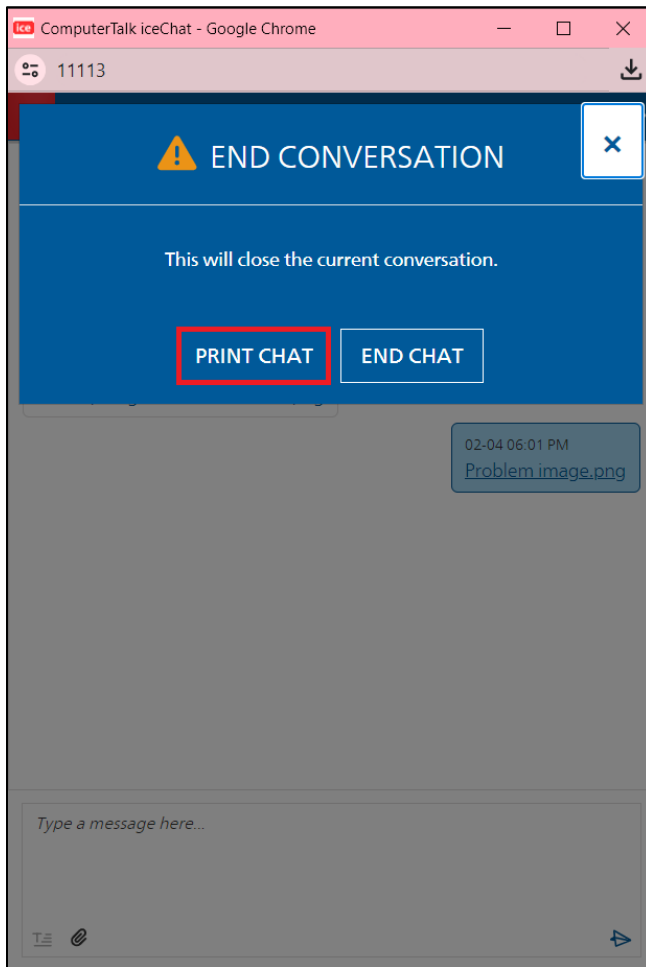 ice ComputerTalk iceChat - Google Chrome
11113
END CONVERSATION
This will close the current conversation.
PRINT CHAT
END CHAT
02-04 06:01 PM
Problem image.png
Type a message here...